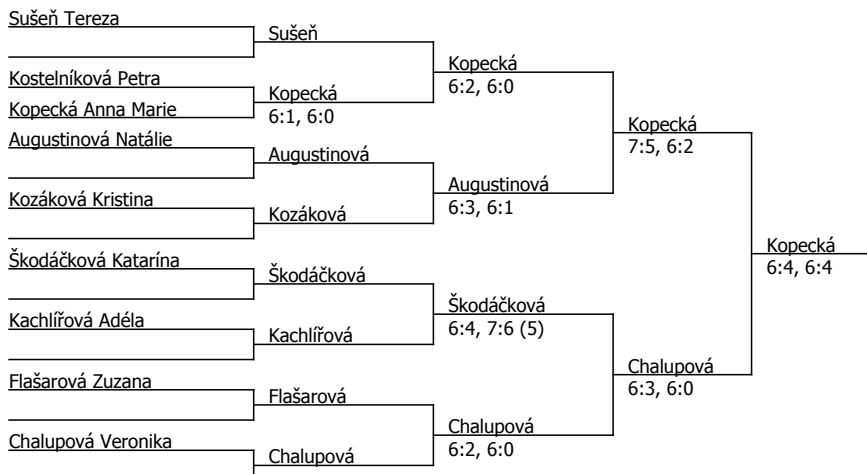 Sušeň Tereza
Sušeň
Kopecká
6:2, 6:0
Kostelníková Petra
Kopecká
6:1, 6:0
Kopecká Anna Marie
Kopecká
7:5, 6:2
Augustinová Natálie
Augustinová
Augustinová
6:3, 6:1
Kozáková Kristina
Kozáková
Kopecká
6:4, 6:4
Škodáčková Katarína
Škodáčková
Škodáčková
6:4, 7:6 (5)
Kachlířová Adéla
Kachlířová
Chalupová
6:3, 6:0
Flašarová Zuzana
Flašarová
Chalupová
6:2, 6:0
Chalupová Veronika
Chalupová